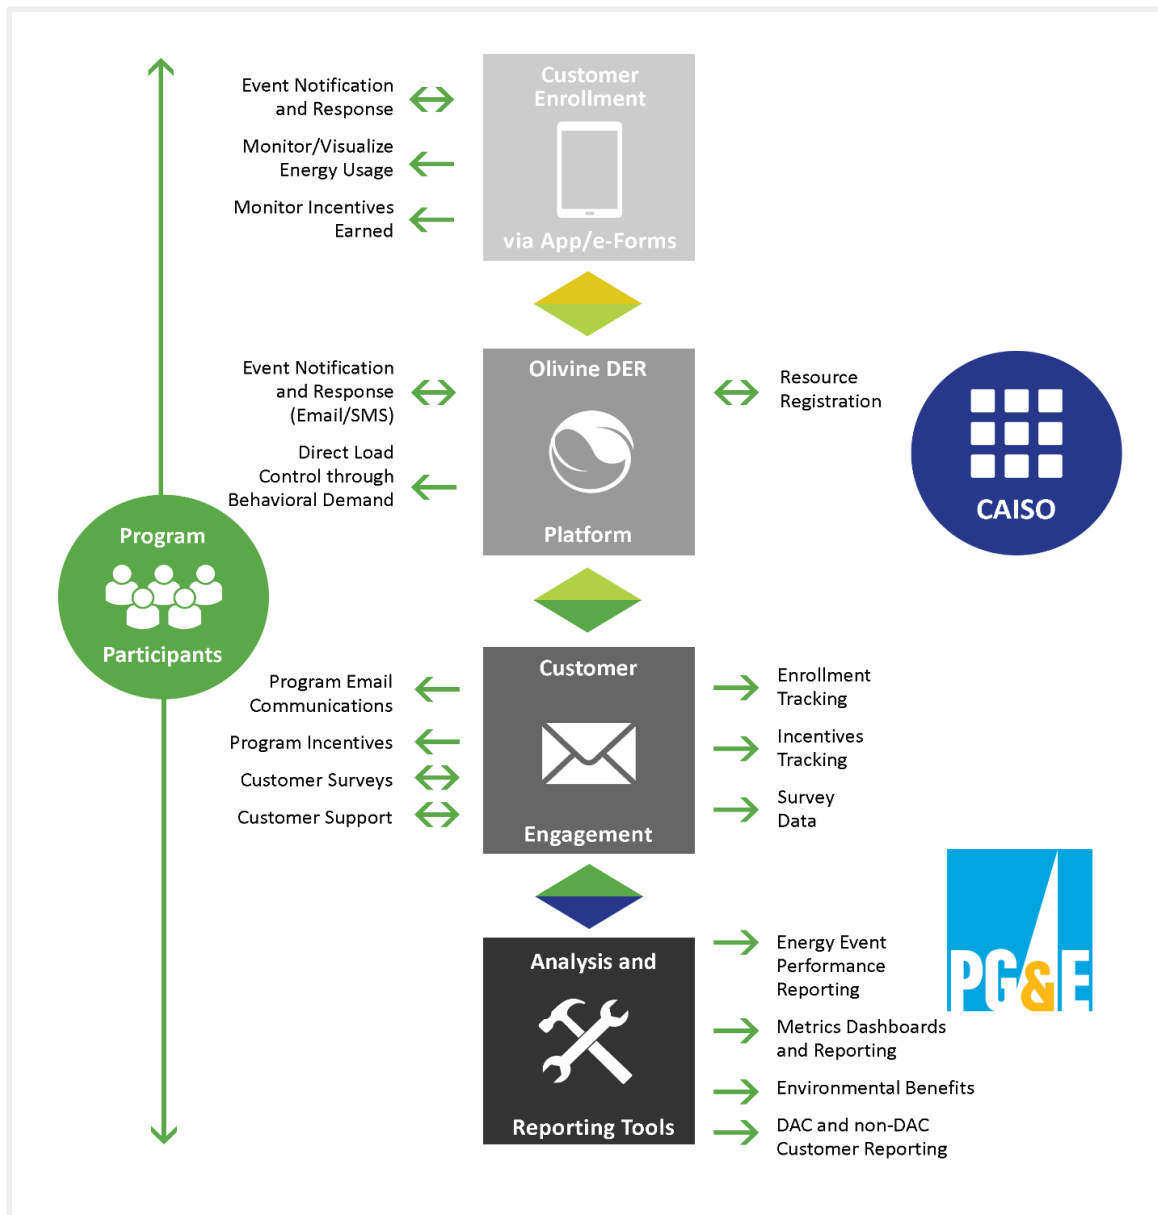 Customer
Enrollment
via App/e-Forms
Event Notification
and Response
Monitor/Visualize
Energy Usage
Monitor Incentives
Earned
Olivine DER
Platform
Event Notification
and Response
(Email/SMS)
Direct Load
Control through
Behavioral Demand
Resource
Registration
CAISO
Program
Participants
Customer
Engagement
Program Email
Communications
Program Incentives
Customer Surveys
Customer Support
Enrollment
Tracking
Incentives
Tracking
Survey
Data
PG&E
Analysis and
Reporting Tools
Energy Event
Performance
Reporting
Metrics Dashboards
and Reporting
Environmental Benefits
DAC and non-DAC
Customer Reporting